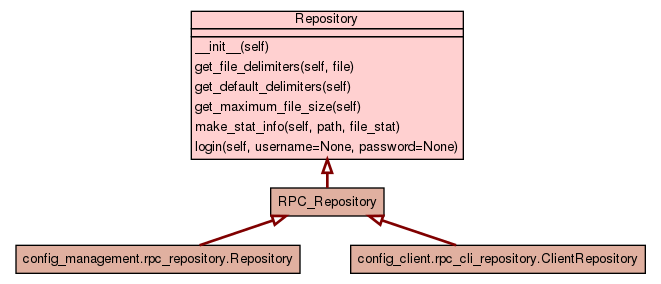 Repository
__init__(self)
get_file_delimiters(self, file)
get_default_delimiters(self)
get_maximum_file_size(self)
make_stat_info(self, path, file_stat)
login(self, username=None, password=None)
RPC_Repository
config_management.rpc_repository.Repository
config_client.rpc_cli_repository.ClientRepository